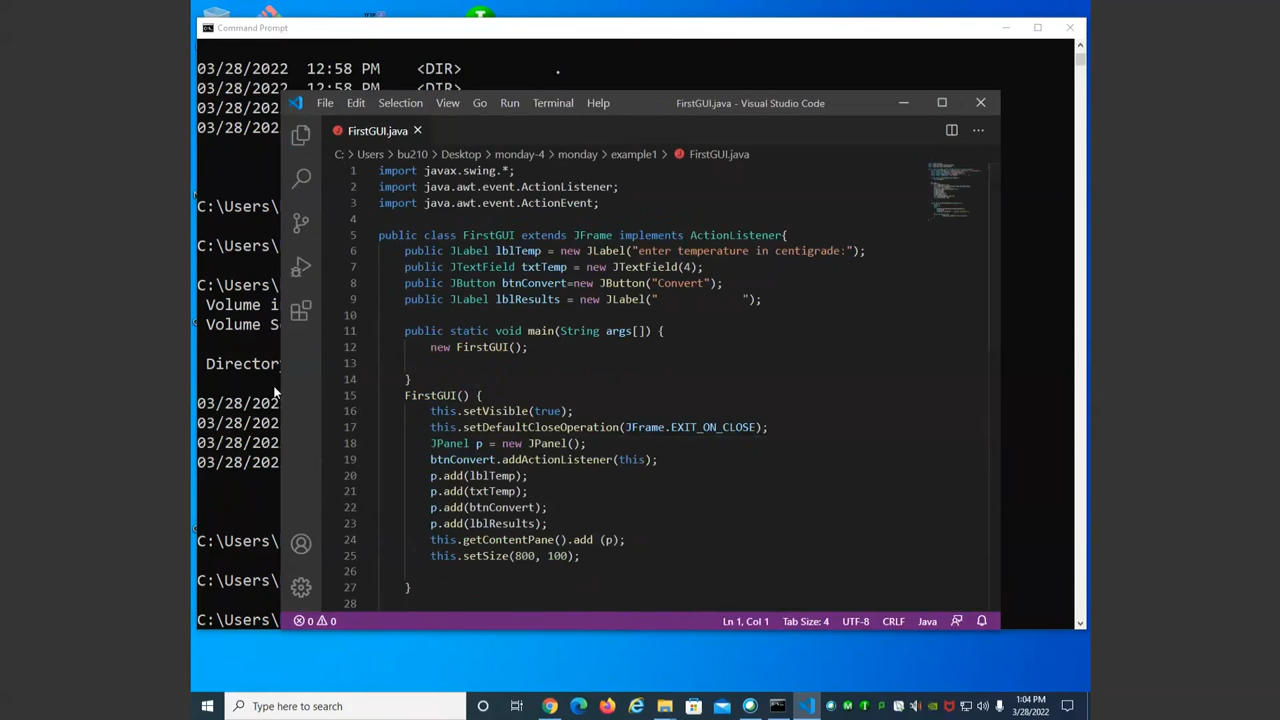 Command Prompt
03/28/2022 12:58 PM <DIR> .
03/28/2022 12:58 PM <DIR>
03/28/2022
03/28/2022
C:\Users\
C:\Users\
C:\Users\
Volume i
Volume S
Director
03/28/202
03/28/202
03/28/202
03/28/202
C:\Users\
C:\Users\
C:\Users\
File Edit Selection View Go Run Terminal Help FirstGUI.java - Visual Studio Code
FirstGUI.java
C: > Users > bu210 > Desktop > monday-4 > monday > example1 > FirstGUI.java
1 import javax.swing.*;
2 import java.awt.event.ActionListener;
3 import java.awt.event.ActionEvent;
4
5 public class FirstGUI extends JFrame implements ActionListener{
6 public JLabel lblTemp = new JLabel("enter temperature in centigrade:");
7 public JTextField txtTemp = new JTextField(4);
8 public JButton btnConvert=new JButton("Convert");
9 public JLabel lblResults = new JLabel("             ");
10
11 public static void main(String args[]) {
12 new FirstGUI();
13
14 }
15 FirstGUI() {
16 this.setVisible(true);
17 this.setDefaultCloseOperation(JFrame.EXIT_ON_CLOSE);
18 JPanel p = new JPanel();
19 btnConvert.addActionListener(this);
20 p.add(lblTemp);
21 p.add(txtTemp);
22 p.add(btnConvert);
23 p.add(lblResults);
24 this.getContentPane().add (p);
25 this.setSize(800, 100);
26
27 }
28
0 0 Ln 1, Col 1 Tab Size: 4 UTF-8 CRLF Java
Type here to search
1:04 PM
3/28/2022